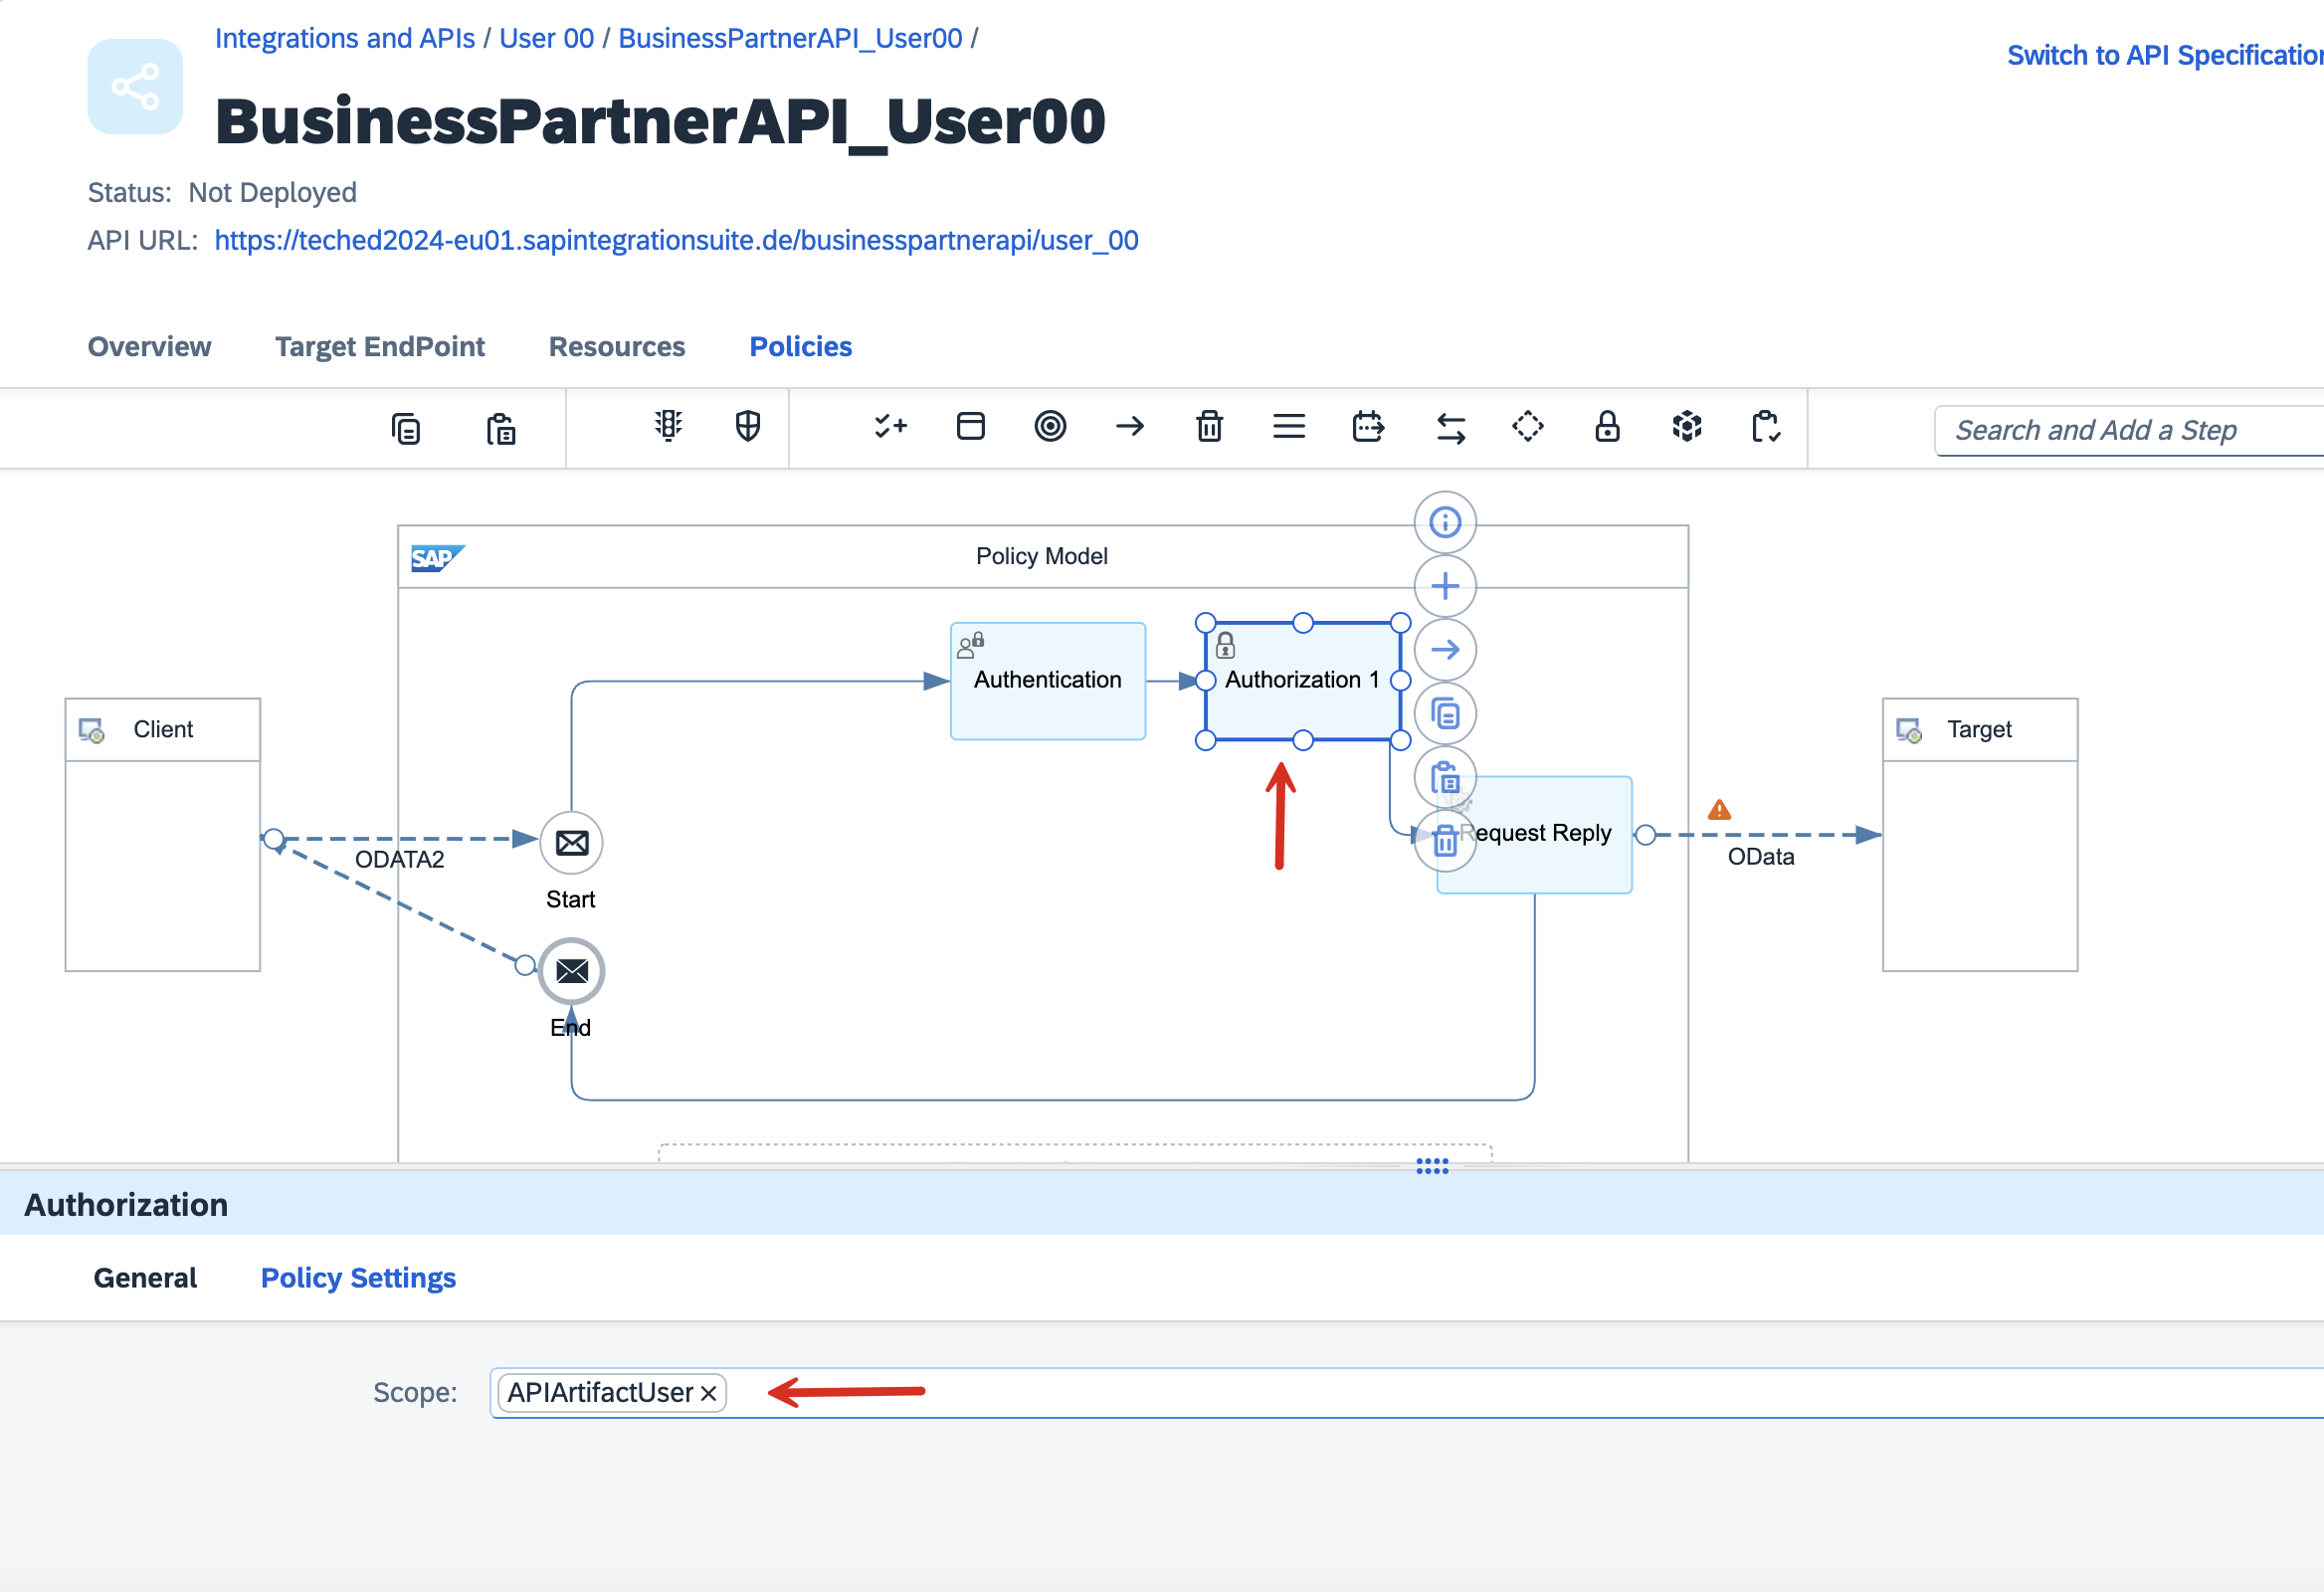 Integrations and APIs / User 00 / BusinessPartnerAPI_User00 /
Switch to API Specification
BusinessPartnerAPI_User00
Status: Not Deployed
API URL: https://teched2024-eu01.sapintegrationsuite.de/businesspartnerapi/user_00
Overview Target EndPoint Resources Policies
Search and Add a Step
SAP Policy Model
Authentication Authorization 1
Client Target
Request Reply
ODATA2 OData
Start
End
Authorization
General Policy Settings
Scope: APIArtifactUser